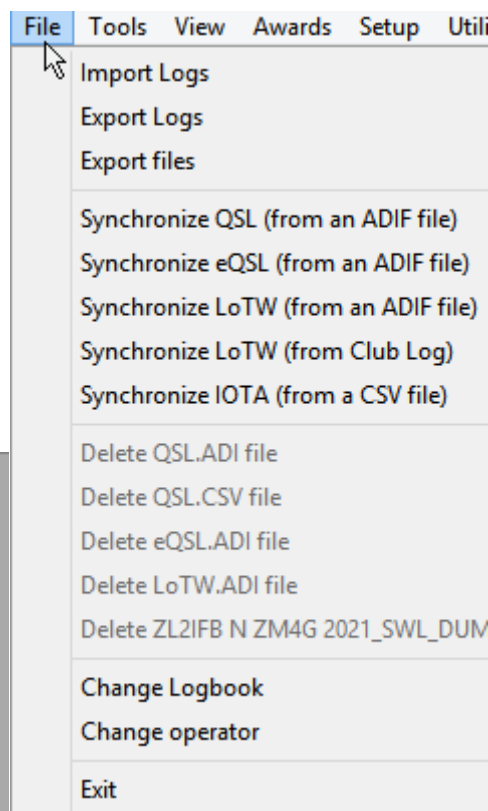 File Tools View Awards Setup Utili
Import Logs
Export Logs
Export files
Synchronize QSL (from an ADIF file)
Synchronize eQSL (from an ADIF file)
Synchronize LoTW (from an ADIF file)
Synchronize LoTW (from Club Log)
Synchronize IOTA (from a CSV file)
Delete QSL.ADI file
Delete QSL.CSV file
Delete eQSL.ADI file
Delete LoTW.ADI file
Delete ZL2IFB N ZM4G 2021_SWL_DUM
Change Logbook
Change operator
Exit